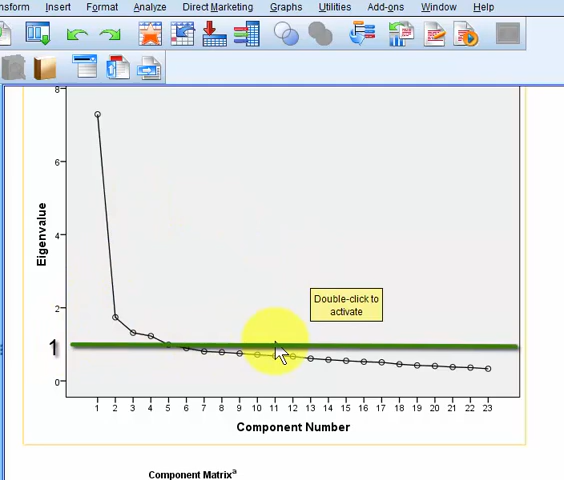 nsform Insert Format Analyze Direct Marketing Graphs Utilities Add-ons Window Help
8
6
4
2
0
Eigenvalue
1
Double-click to
activate
1 2 3 4 5 6 7 8 9 10 11 12 13 14 15 16 17 18 19 20 21 22 23
Component Number
Component Matrixa